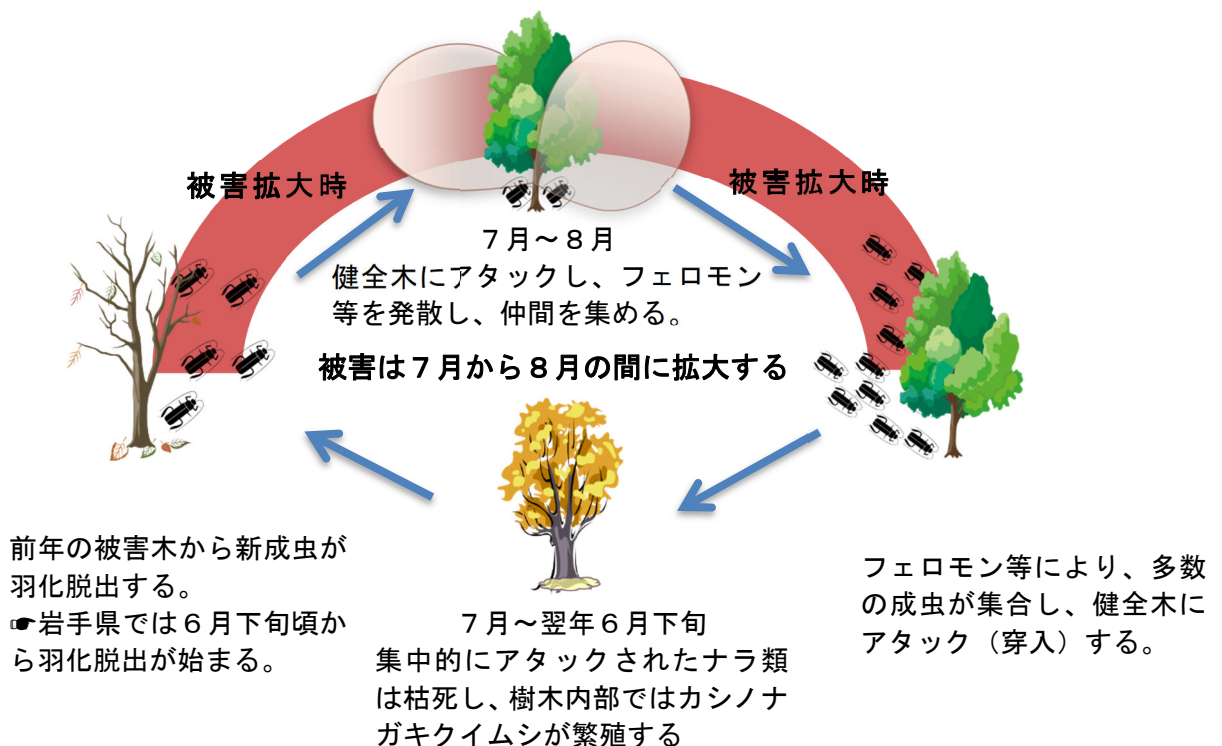 被害拡大時
被害拡大時
７月～８月
健全木にアタックし、フェロモン
等を発散し、仲間を集める。
被害は７月から８月の間に拡大する
前年の被害木から新成虫が
羽化脱出する。
☛岩手県では６月下旬頃か
ら羽化脱出が始まる。
７月～翌年６月下旬
集中的にアタックされたナラ類
は枯死し、樹木内部ではカシノナ
ガキクイムシが繁殖する
フェロモン等により、多数
の成虫が集合し、健全木に
アタック（穿入）する。